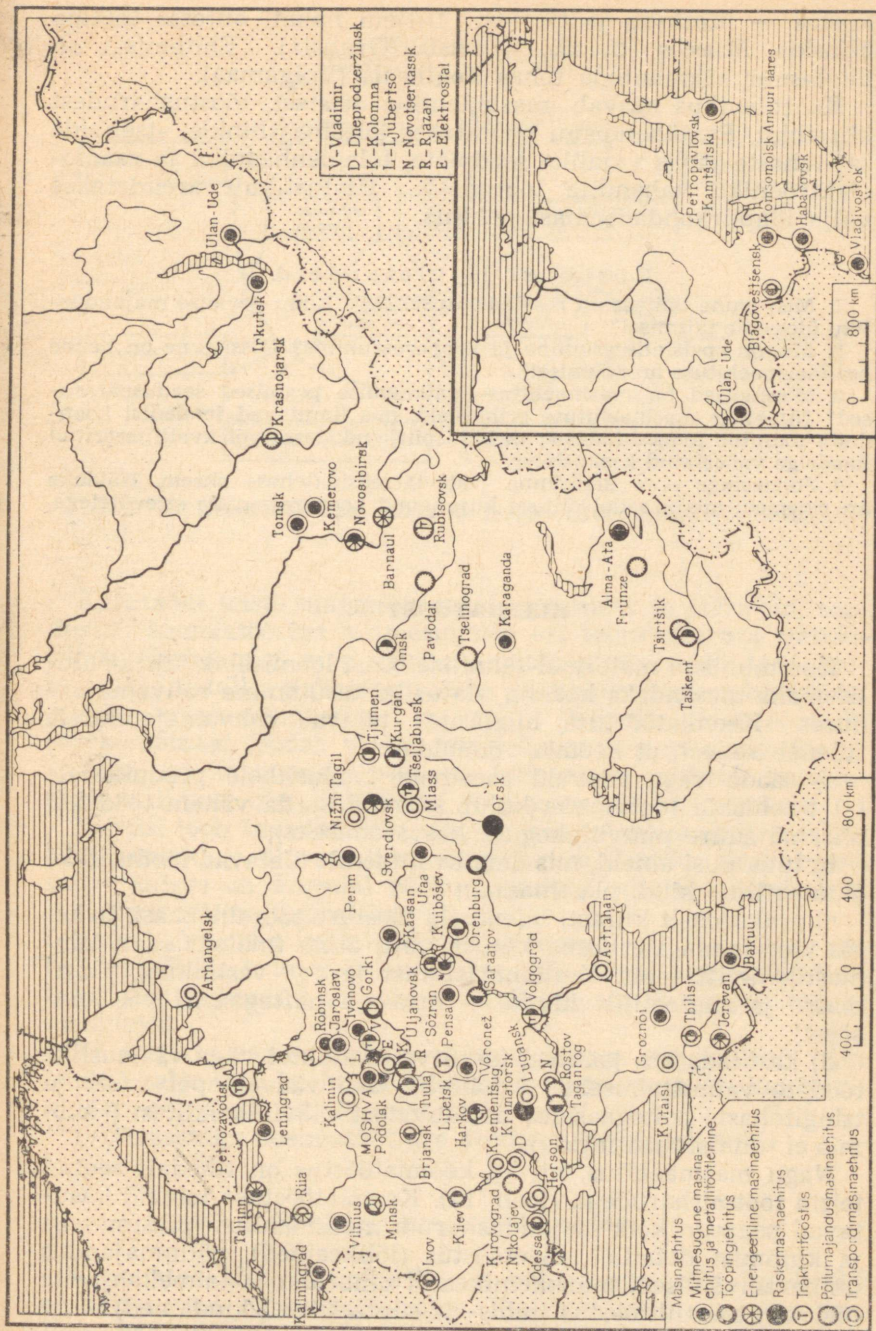 V-Vladimir
D-Dneprodzeržinsk
K-Kolomna
L-Ljubertsõ
N-Novotšerkassk
R-Rjazan
E-Elektrostal
Ulan-Ude
Irkutsk
Krasnojarsk
Tomsk
Kemerovo
Novosibirsk
Barnaul
Rubtsovsk
Omsk
Pavlodar
Tselinograd
Karaganda
Alma-Ata
Frunze
Tširtšik
Taškent
Tjumen
Kurgan
Tšeljabinsk
Nižni Tagil
Sverdlovsk
Miass
Orsk
Perm
Ufaa
Kaasan
Kuibõšev
Orenburg
Arhangelsk
Rõbinsk
Jaroslavl
Ivanovo
V
Gorki
Uljanovsk
Sõzran
Pensa
Saraatov
Volgograd
Astrahan
Petrozavodsk
Leningrad
Kalinin
L
E
K
R
MOSKVA
Podolsk
Tuula
Lipetsk
Voronež
Brjansk
Harkov
Krementšug
Kramatorsk
Lugansk
D
N
Rostov
Taganrog
Groznõi
Tbilisi
Kutaisi
Jerevan
Bakuu
Tallinn
Riia
Vilnius
Kaliningrad
Minsk
Lvov
Kiiev
Kirovograd
Nikolajev
Herson
Odessa
Masinaehitus
Mitmesugune masina-
ehitus ja metallitöötlemine
Tööpingiehitus
Energeetiline masinaehitus
Raskemasinaehitus
T Traktoritööstus
Põllumajandusmasinaehitus
Transpordimasinaehitus
400 0 400 800 km
Petropavlovsk-
Kamtšatski
Komsomolsk Amuuri ääres
Habarovsk
Blagoveštšensk
Vladivostok
Ulan-Ude
0 800 km